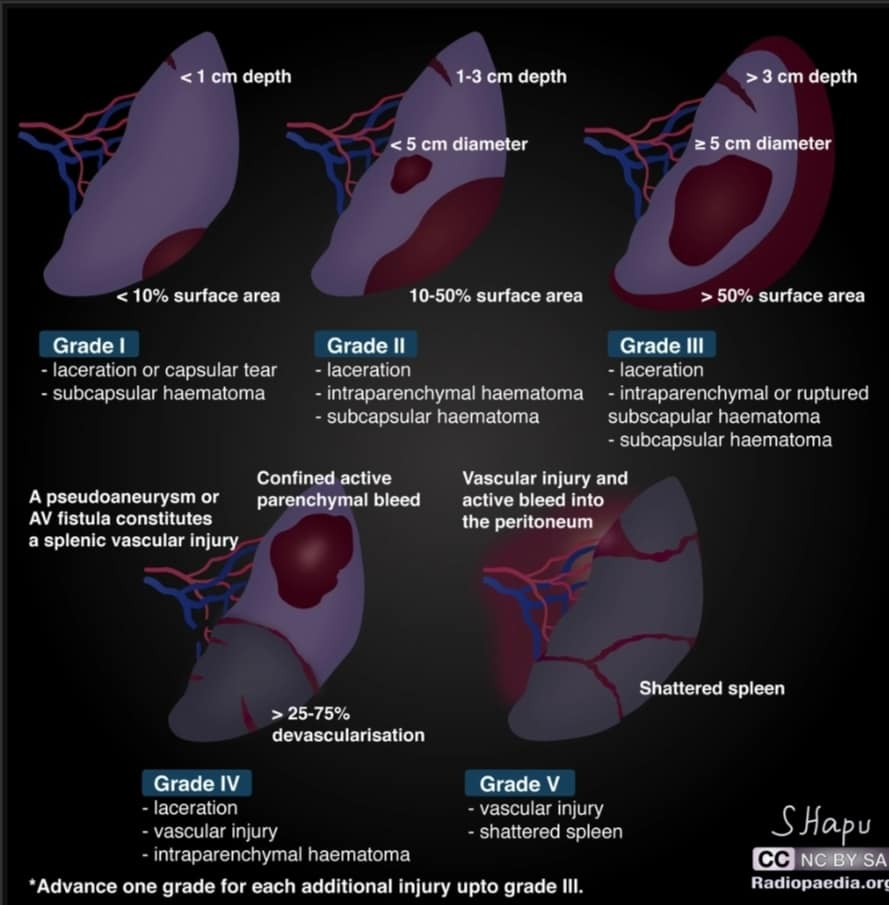 < 1 cm depth
< 10% surface area
Grade I
- laceration or capsular tear
- subcapsular haematoma
1-3 cm depth
< 5 cm diameter
10-50% surface area
Grade II
- laceration
- intraparenchymal haematoma
- subcapsular haematoma
> 3 cm depth
≥ 5 cm diameter
> 50% surface area
Grade III
- laceration
- intraparenchymal or ruptured
subscapular haematoma
- subcapsular haematoma
A pseudoaneurysm or
AV fistula constitutes
a splenic vascular injury
Confined active
parenchymal bleed
> 25-75%
devascularisation
Grade IV
- laceration
- vascular injury
- intraparenchymal haematoma
Vascular injury and
active bleed into
the peritoneum
Shattered spleen
Grade V
- vascular injury
- shattered spleen
*Advance one grade for each additional injury upto grade III.
SHapu
CC NC BY SA
Radiopaedia.org